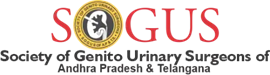 SOGUS
Society of Genito Urinary Surgeons of
Andhra Pradesh & Telangana